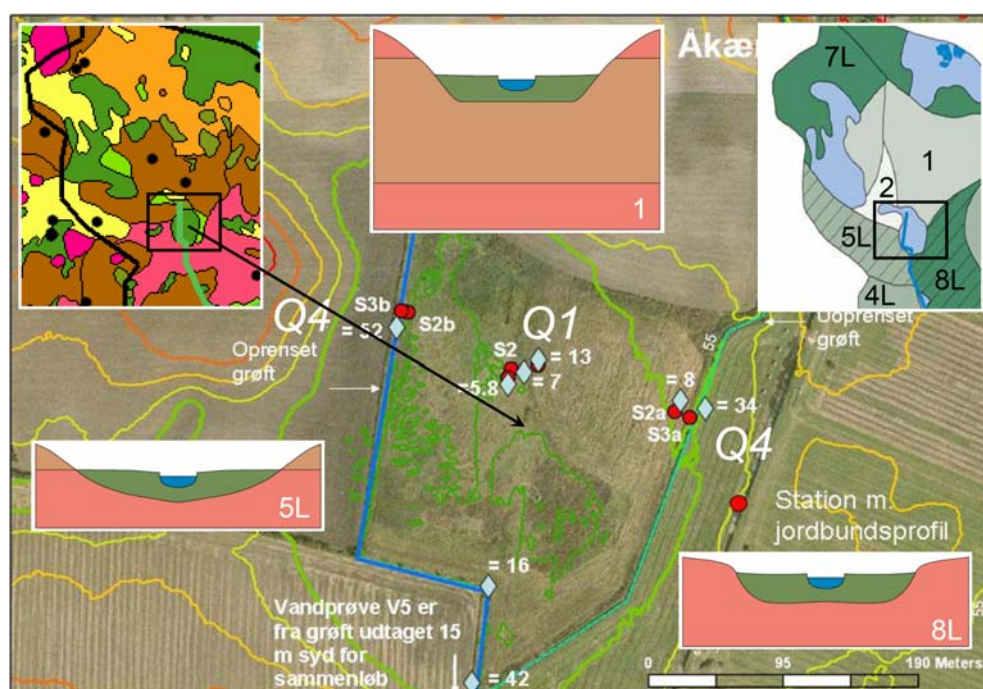 Åkær
1
7L
1
2
5L
4L
8L
Q4
S3b
S2b
= 52
Oprenset
grøft
Q1
S2
= 13
= 7
=5.8
Uoprenset
grøft
55
= 8
S2a
= 34
S3a
Q4
5L
Station m.
jordbundsprofil
= 16
Vandprøve V5 er
fra grøft udtaget 15
m syd for
sammenløb
= 42
8L
55
0 95 190 Meters